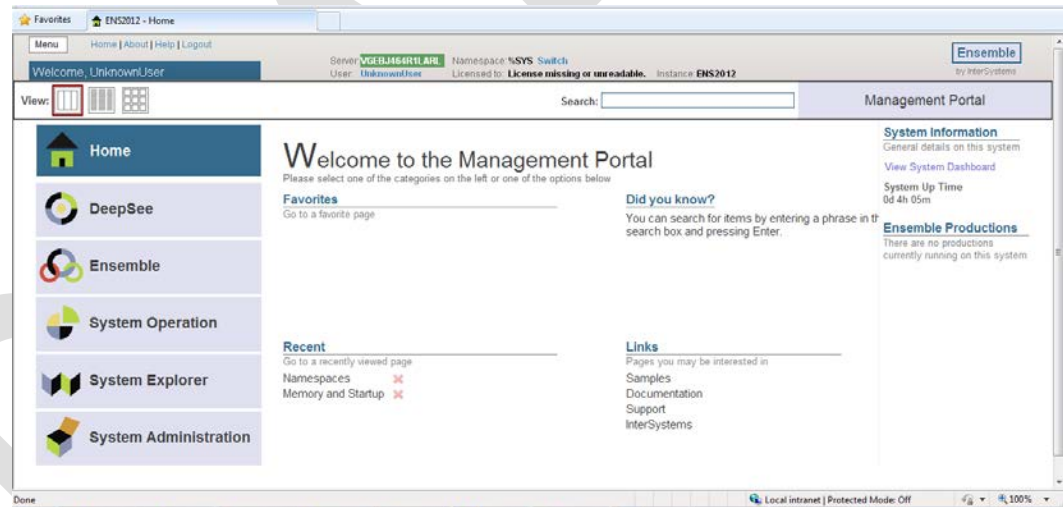 Favorites
ENS2012 - Home
Menu
Home | About | Help | Logout
Welcome, UnknownUser
Server VGEBJ464R1LARL Namespace: %SYS Switch
User UnknownUser Licensed to: License missing or unreadable. Instance ENS2012
Ensemble
by InterSystems
View:
Search:
Management Portal
Home
DeepSee
Ensemble
System Operation
System Explorer
System Administration
Welcome to the Management Portal
Please select one of the categories on the left or one of the options below
Favorites
Go to a favorite page
Did you know?
You can search for items by entering a phrase in th
search box and pressing Enter.
Recent
Go to a recently viewed page
Namespaces
Memory and Startup
Links
Pages you may be interested in
Samples
Documentation
Support
InterSystems
System Information
General details on this system
View System Dashboard
System Up Time
0d 4h 05m
Ensemble Productions
There are no productions
currently running on this system
Done
Local intranet | Protected Mode: Off
100%